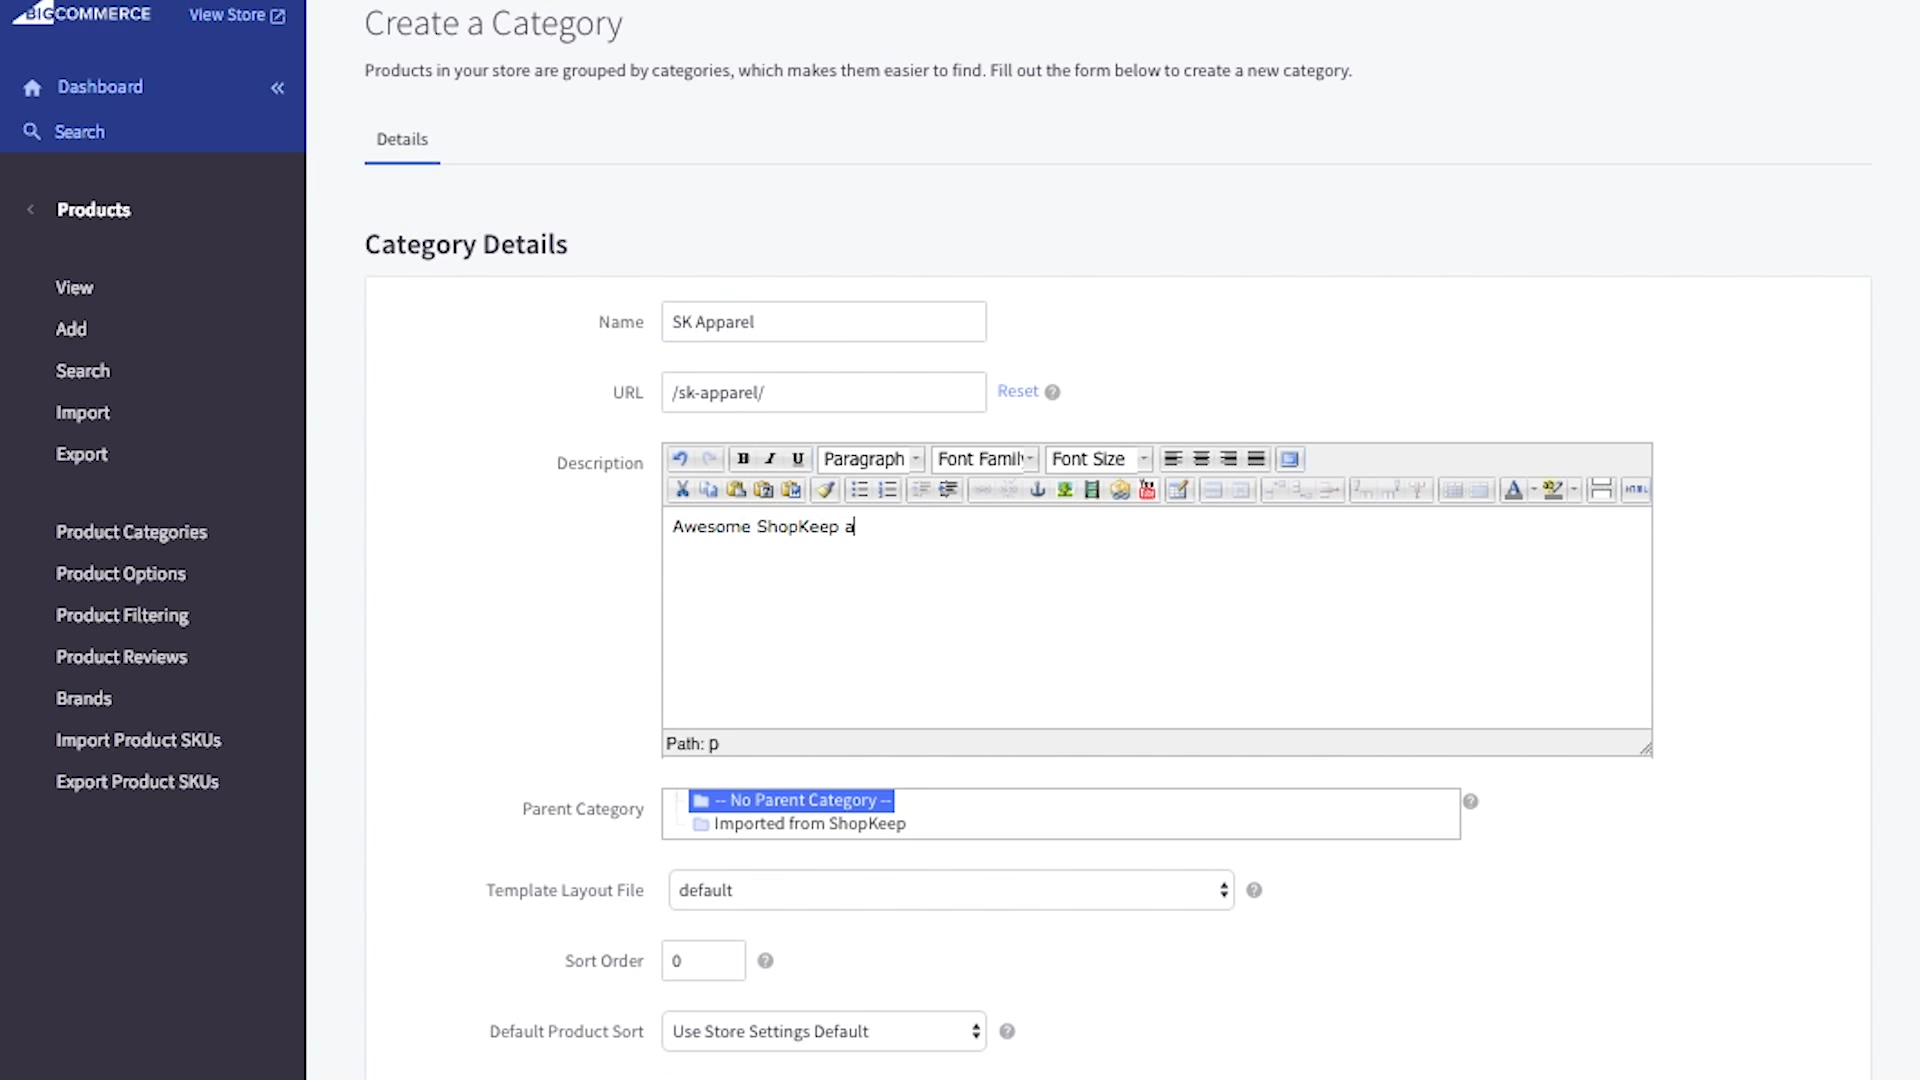 BIGCOMMERCE
View Store
Dashboard
Search
Products
View
Add
Search
Import
Export
Product Categories
Product Options
Product Filtering
Product Reviews
Brands
Import Product SKUs
Export Product SKUs
Create a Category
Products in your store are grouped by categories, which makes them easier to find. Fill out the form below to create a new category.
Details
Category Details
Name SK Apparel
URL /sk-apparel/ Reset
Description
B I U Paragraph Font Famil Font Size
HTML
Awesome ShopKeep a
Path: p
Parent Category
-- No Parent Category --
Imported from ShopKeep
Template Layout File default
Sort Order 0
Default Product Sort Use Store Settings Default